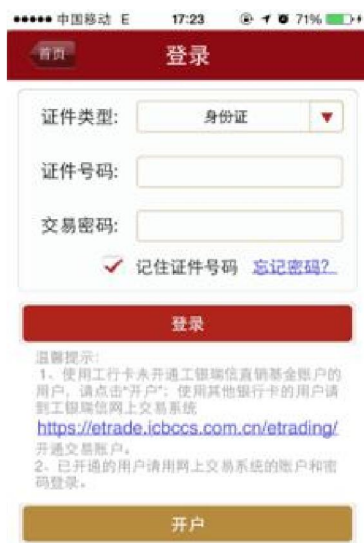 中国移动 E 17:23 71%
首页 登录
证件类型: 身份证
证件号码:
交易密码:
记住证件号码 忘记密码?
登录
温馨提示:
1、使用工行卡未开通工银瑞信直销基金账户的
用户，请点击“开户”；使用其他银行卡的用户请
到工银瑞信网上交易系统
https://etrade.icbccs.com.cn/etrading/
开通交易账户。
2、已开通的用户请用网上交易系统的账户和密
码登录。
开户